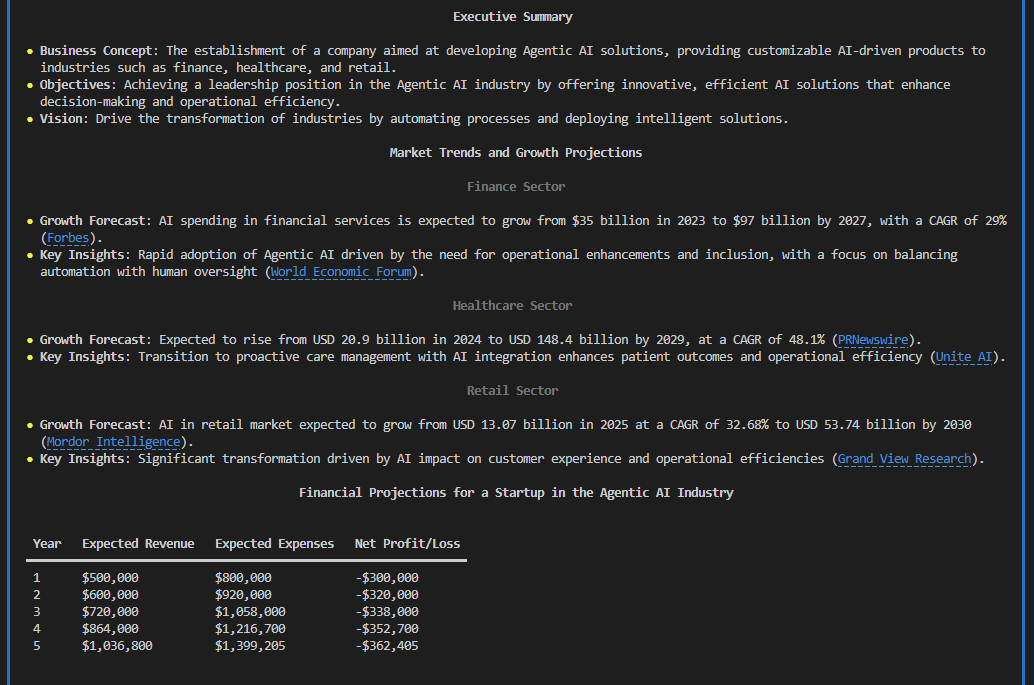 Executive Summary
• Business Concept: The establishment of a company aimed at developing Agentic AI solutions, providing customizable AI-driven products to
industries such as finance, healthcare, and retail.
• Objectives: Achieving a leadership position in the Agentic AI industry by offering innovative, efficient AI solutions that enhance
decision-making and operational efficiency.
• Vision: Drive the transformation of industries by automating processes and deploying intelligent solutions.
Market Trends and Growth Projections
Finance Sector
• Growth Forecast: AI spending in financial services is expected to grow from $35 billion in 2023 to $97 billion by 2027, with a CAGR of 29%
(Forbes).
• Key Insights: Rapid adoption of Agentic AI driven by the need for operational enhancements and inclusion, with a focus on balancing
automation with human oversight (World Economic Forum).
Healthcare Sector
• Growth Forecast: Expected to rise from USD 20.9 billion in 2024 to USD 148.4 billion by 2029, at a CAGR of 48.1% (PRNewswire).
• Key Insights: Transition to proactive care management with AI integration enhances patient outcomes and operational efficiency (Unite AI).
Retail Sector
• Growth Forecast: AI in retail market expected to grow from USD 13.07 billion in 2025 at a CAGR of 32.68% to USD 53.74 billion by 2030
(Mordor Intelligence).
• Key Insights: Significant transformation driven by AI impact on customer experience and operational efficiencies (Grand View Research).
Financial Projections for a Startup in the Agentic AI Industry
Year Expected Revenue Expected Expenses Net Profit/Loss
1 $500,000 $800,000 -$300,000
2 $600,000 $920,000 -$320,000
3 $720,000 $1,058,000 -$338,000
4 $864,000 $1,216,700 -$352,700
5 $1,036,800 $1,399,205 -$362,405